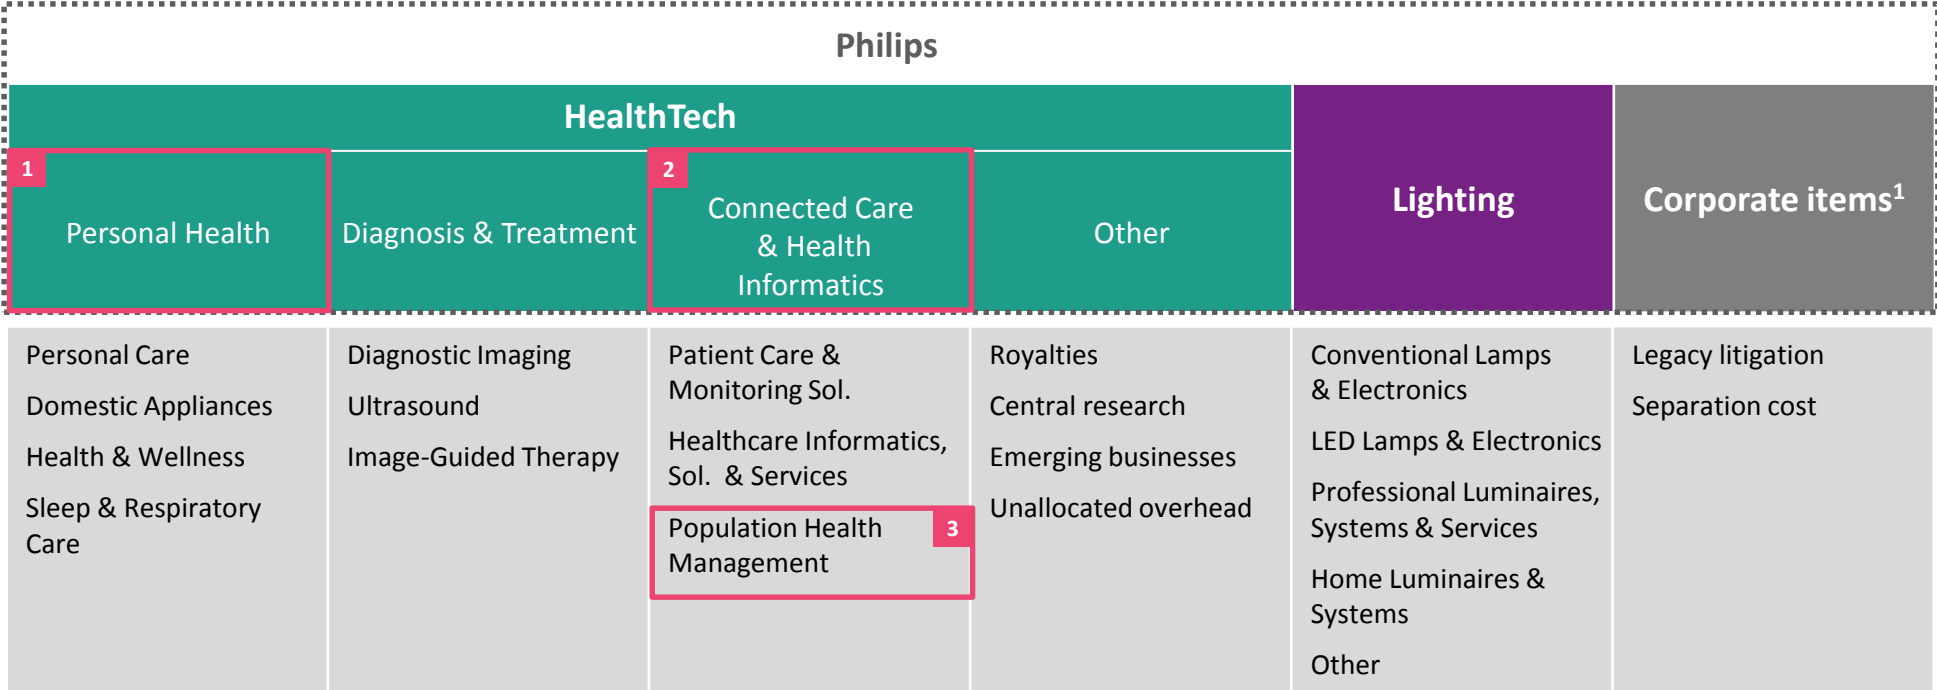 Philips
HealthTech
1
Personal Health
Diagnosis & Treatment
2
Connected Care
& Health
Informatics
Other
Lighting
Corporate items1
Personal Care
Domestic Appliances
Health & Wellness
Sleep & Respiratory
Care
Diagnostic Imaging
Ultrasound
Image-Guided Therapy
Patient Care &
Monitoring Sol.
Healthcare Informatics,
Sol. & Services
Population Health
Management
3
Royalties
Central research
Emerging businesses
Unallocated overhead
Conventional Lamps
& Electronics
LED Lamps & Electronics
Professional Luminaires,
Systems & Services
Home Luminaires &
Systems
Other
Legacy litigation
Separation cost